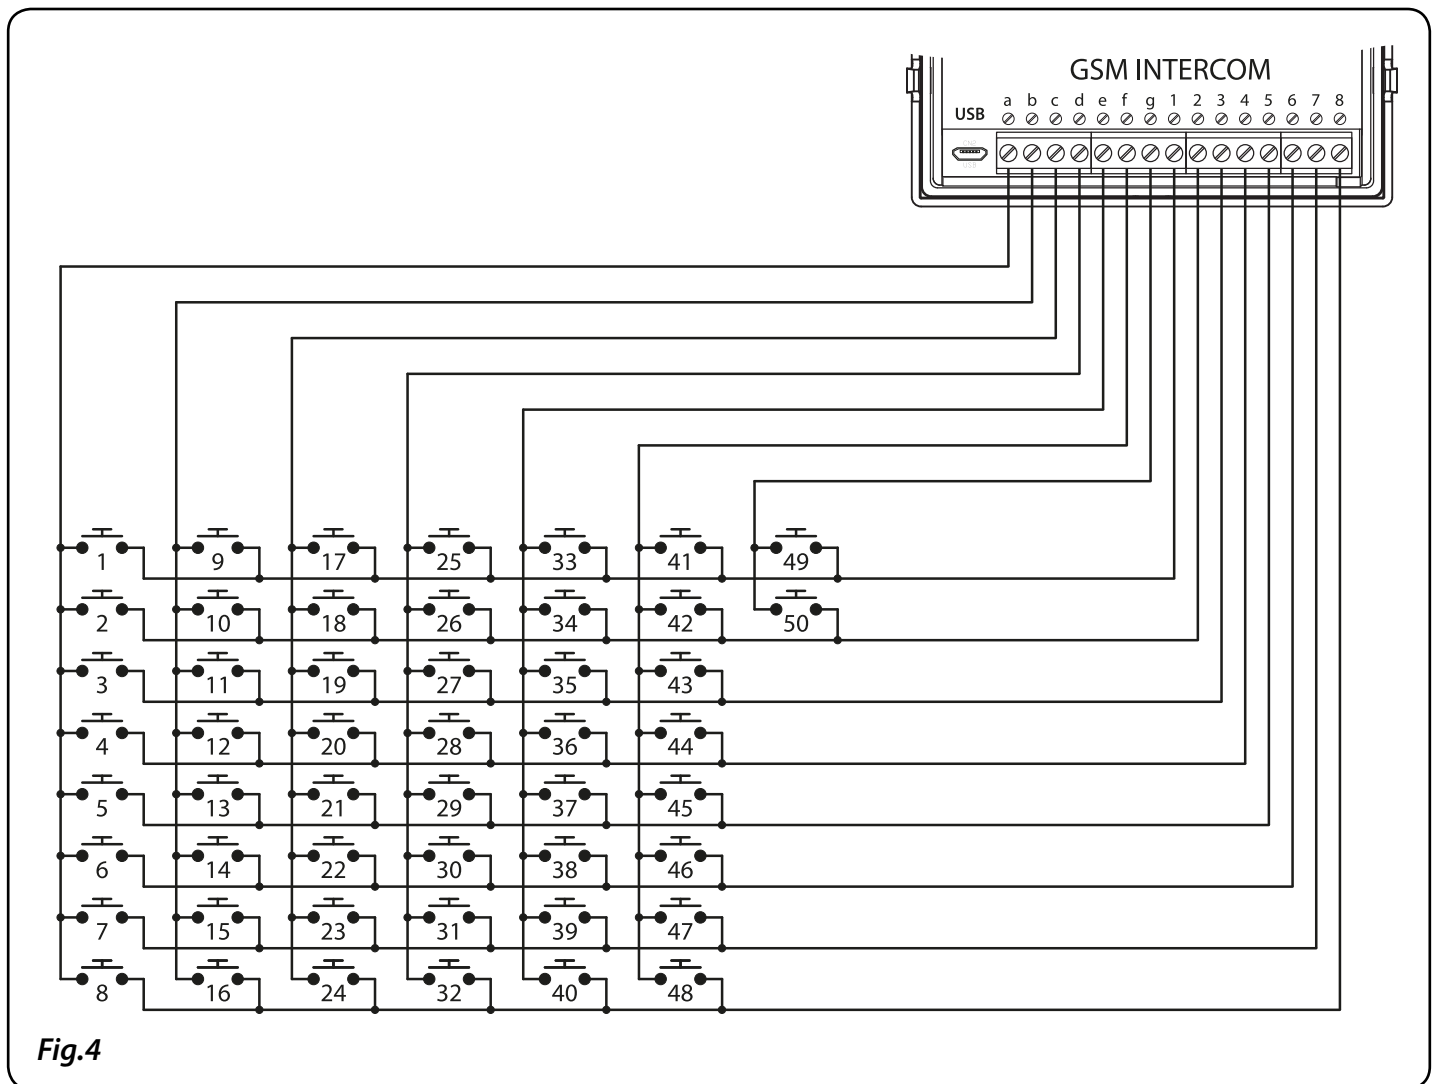 GSM INTERCOM
USB a b c d e f g 1 2 3 4 5 6 7 8
1 9 17 25 33 41 49
2 10 18 26 34 42 50
3 11 19 27 35 43
4 12 20 28 36 44
5 13 21 29 37 45
6 14 22 30 38 46
7 15 23 31 39 47
8 16 24 32 40 48
Fig.4